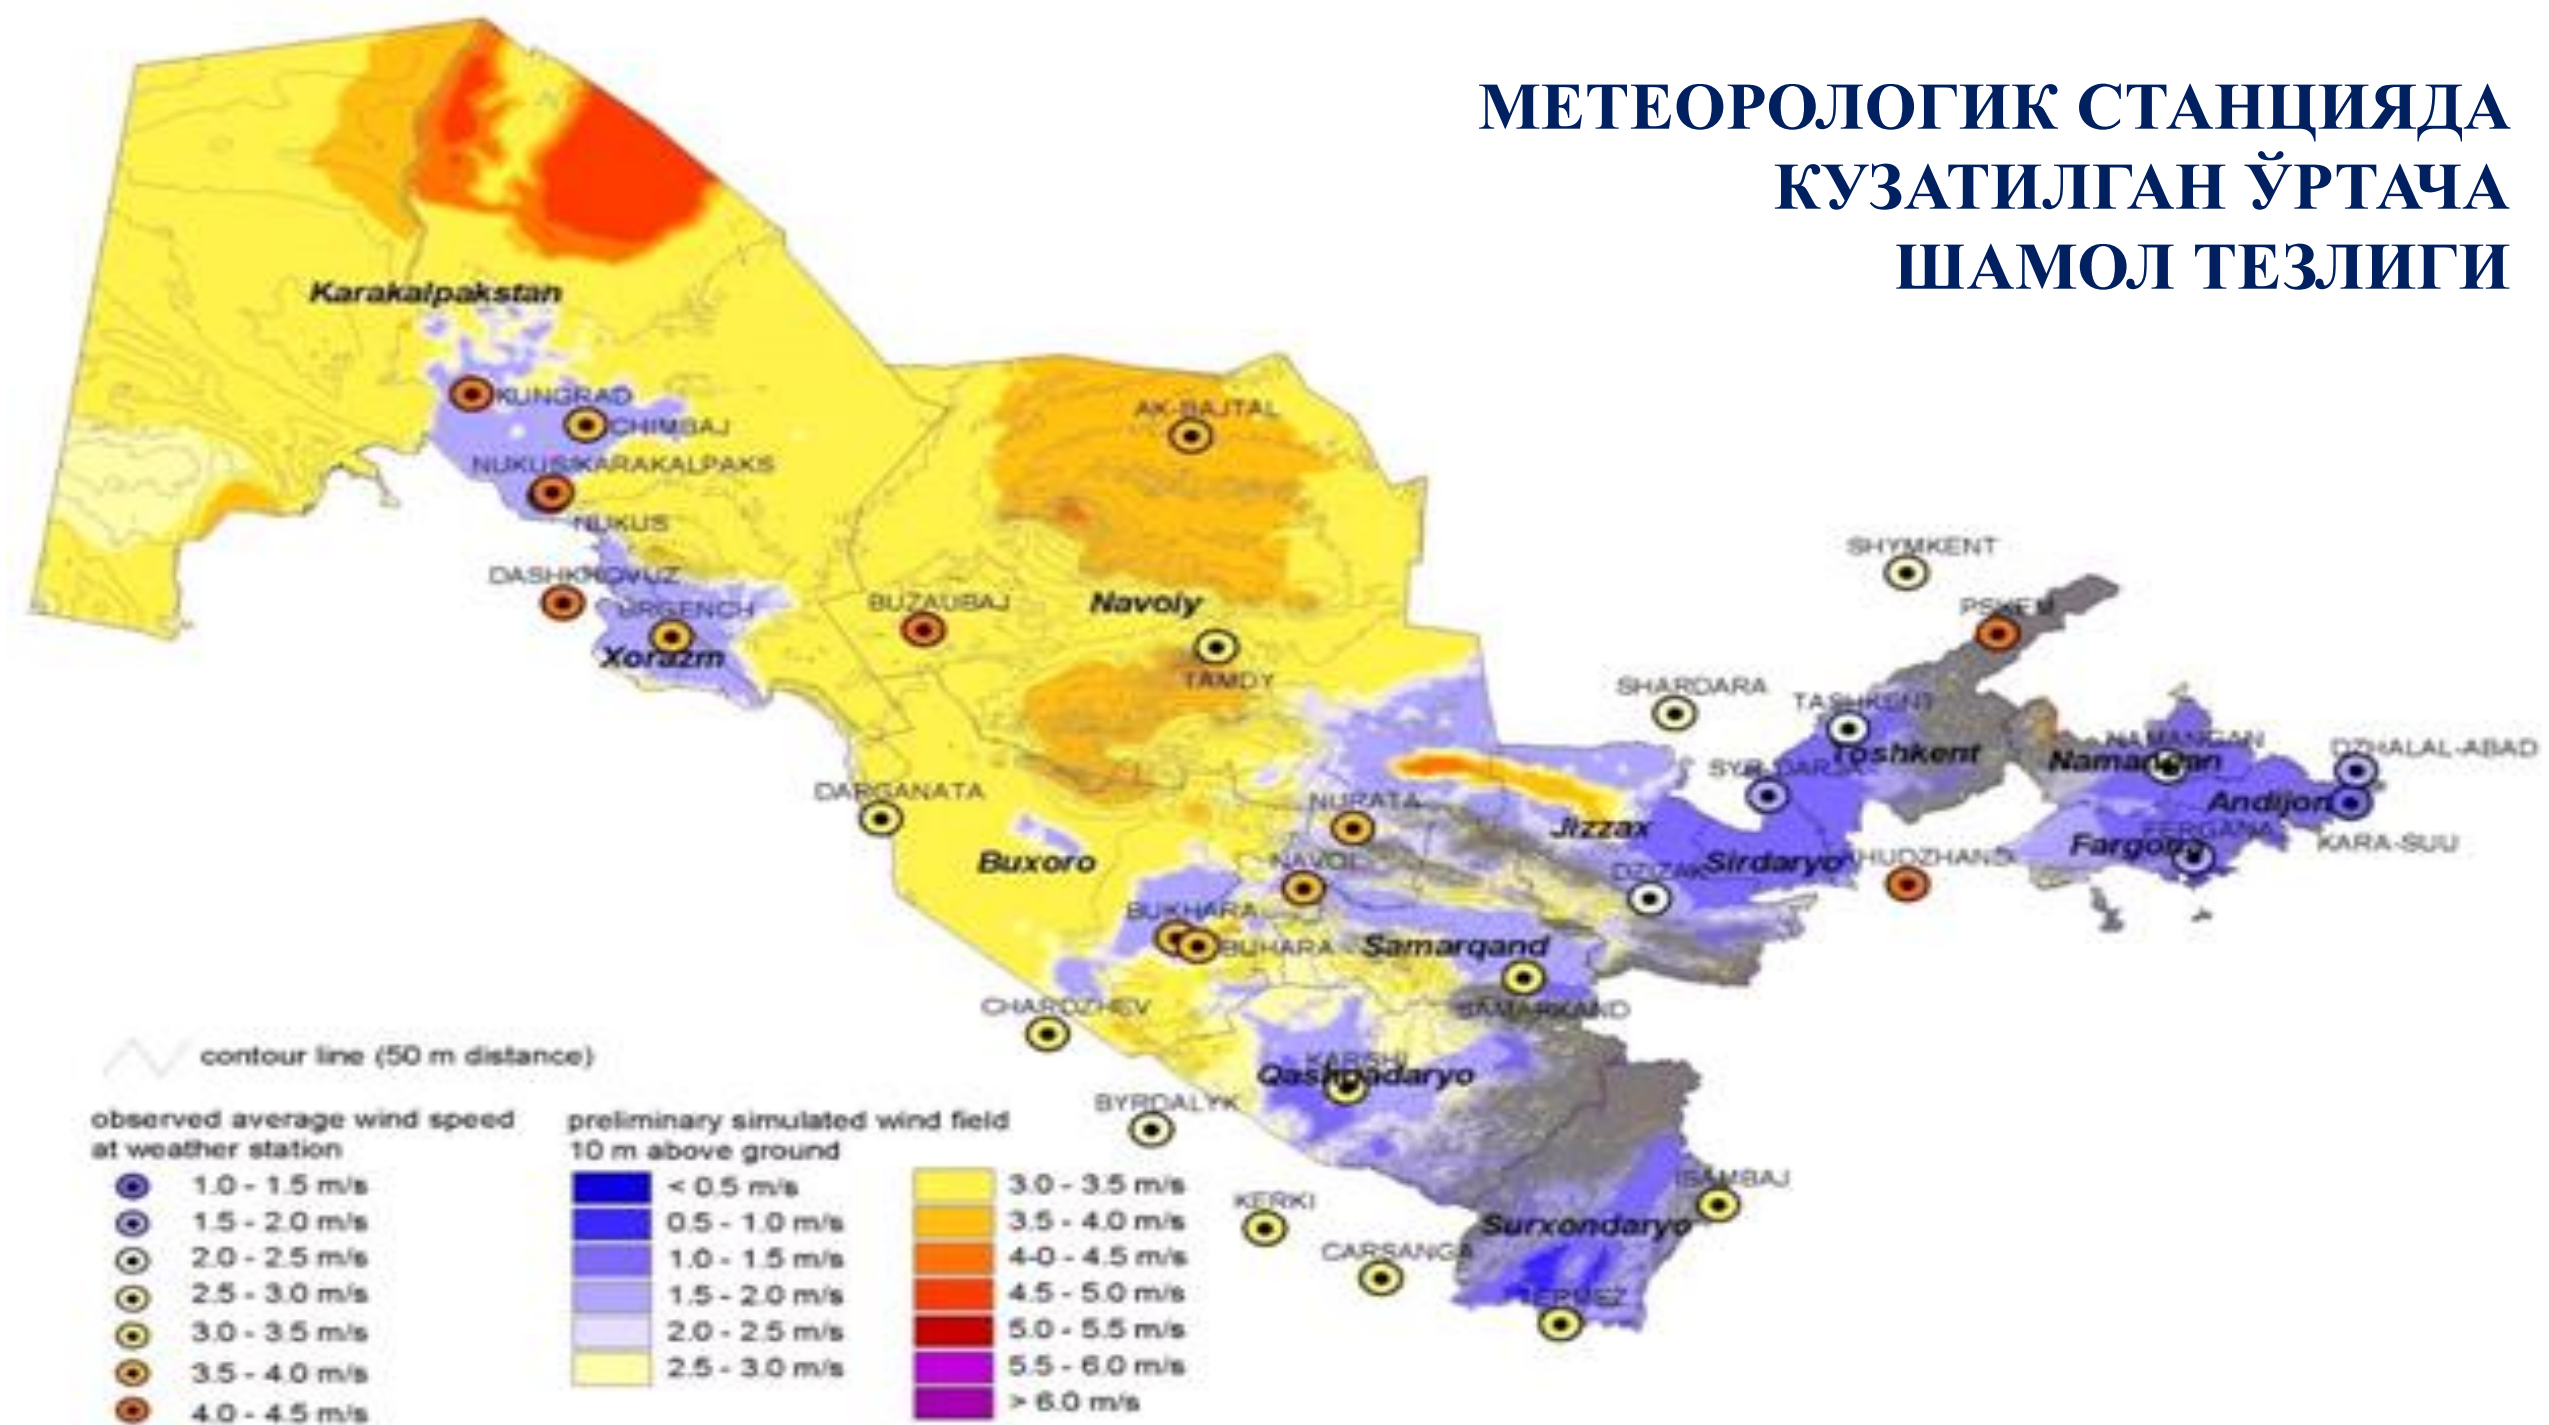 МЕТЕОРОЛОГИК СТАНЦИЯДА
КУЗАТИЛГАН ЎРТАЧА
ШАМОЛ ТЕЗЛИГИ
Karakalpakstan
KUNGRAD
CHIMBAJ
AK-BAJTAL
NUKUS/KARAKALPAKS
NUKUS
SHYMKENT
DASHKHOVUZ
URGENCH
BUZAUBAJ
Navoiy
PSKEM
Xorazm
TAMDY
SHARDARA
TASHKENT
Toshkent
NAMANGAN
Namangan
DZHALAL-ABAD
SYR-DARJA
DARGANATA
NURATA
Jizzax
Andijon
FERGANA
Fargona
KARA-SUU
Buxoro
NAVOI
DZIZAK
Sirdaryo
KHUDZHAND
BUKHARA
BUHARA
Samarqand
CHARDZHEV
SAMARKAND
KARSHI
Qashqadaryo
BYRDALYK
ISAMBAJ
KERKI
Surxondaryo
CARSANGA
TERMEZ
contour line (50 m distance)
observed average wind speed
at weather station
1.0 - 1.5 m/s
1.5 - 2.0 m/s
2.0 - 2.5 m/s
2.5 - 3.0 m/s
3.0 - 3.5 m/s
3.5 - 4.0 m/s
4.0 - 4.5 m/s
preliminary simulated wind field
10 m above ground
< 0.5 m/s
0.5 - 1.0 m/s
1.0 - 1.5 m/s
1.5 - 2.0 m/s
2.0 - 2.5 m/s
2.5 - 3.0 m/s
3.0 - 3.5 m/s
3.5 - 4.0 m/s
4-0 - 4.5 m/s
4.5 - 5.0 m/s
5.0 - 5.5 m/s
5.5 - 6.0 m/s
> 6.0 m/s